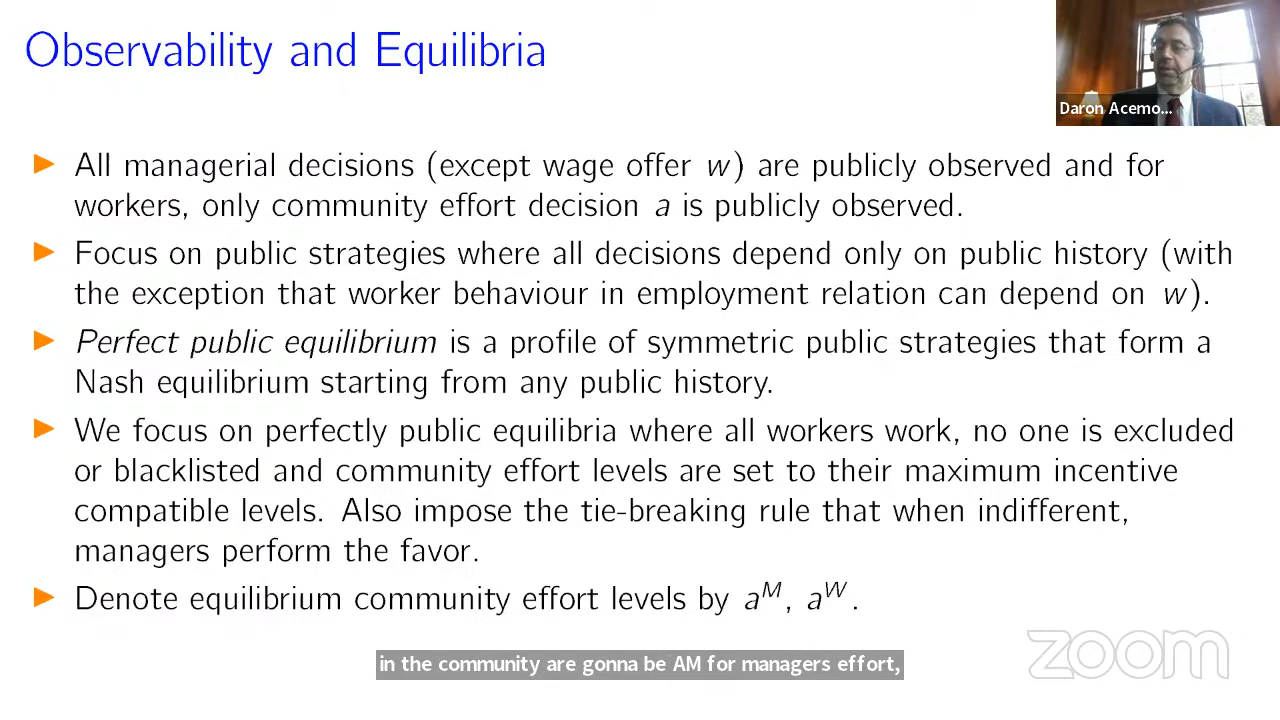 Observability and Equilibria
Daron Acemo...
All managerial decisions (except wage offer w) are publicly observed and for
workers, only community effort decision a is publicly observed.
Focus on public strategies where all decisions depend only on public history (with
the exception that worker behaviour in employment relation can depend on w).
Perfect public equilibrium is a profile of symmetric public strategies that form a
Nash equilibrium starting from any public history.
We focus on perfectly public equilibria where all workers work, no one is excluded
or blacklisted and community effort levels are set to their maximum incentive
compatible levels. Also impose the tie-breaking rule that when indifferent,
managers perform the favor.
Denote equilibrium community effort levels by a^M, a^W.
in the community are gonna be AM for managers effort,
zoom